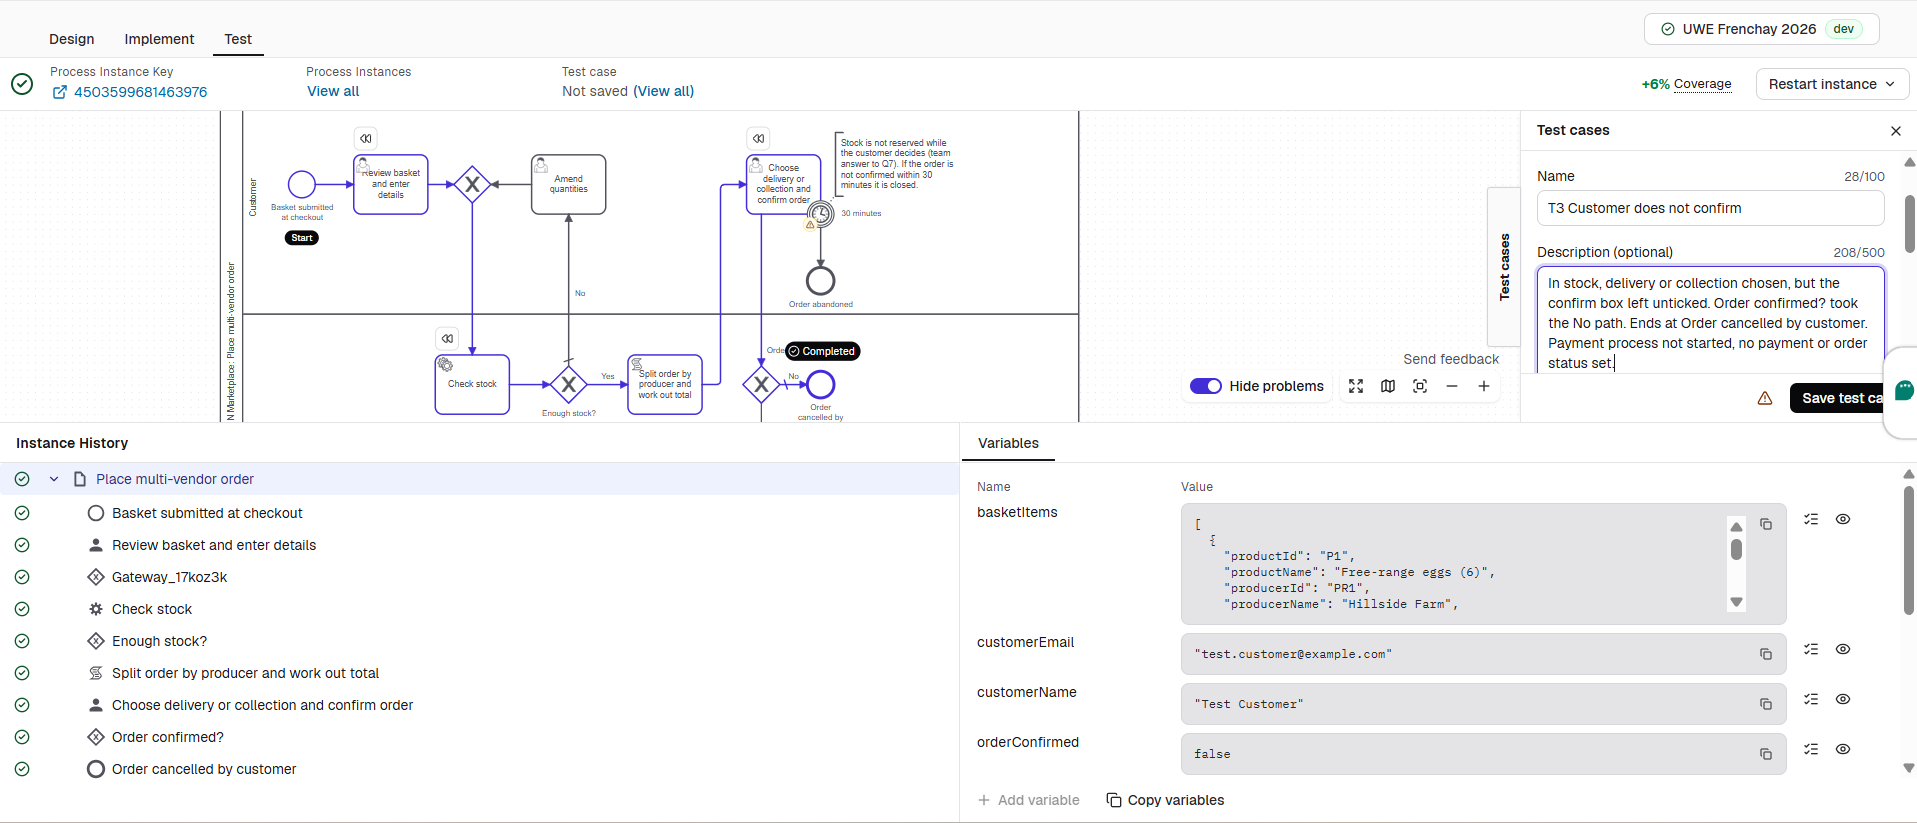 Design
Implement
Test
UWE Frenchay 2026
dev
Process Instance Key
4503599681463976
Process Instances
View all
Test case
Not saved (View all)
+6% Coverage
Restart instance
Customer
N Marketplace: Place multi-vendor order
Basket submitted
at checkout
Start
Review basket
and enter
details
Amend
quantities
Choose
delivery or
collection and
confirm order
Stock is not reserved while
the customer decides (team
answer to Q7). If the order is
not confirmed within 30
minutes it is closed.
30 minutes
Order abandoned
No
Check stock
Enough stock?
Yes
Split order by
producer and
work out total
Orde
Completed
No
Order
cancelled by
Send feedback
Hide problems
Test cases
Test cases
Name
28/100
T3 Customer does not confirm
Description (optional)
208/500
In stock, delivery or collection chosen, but the
confirm box left unticked. Order confirmed? took
the No path. Ends at Order cancelled by customer.
Payment process not started, no payment or order
status set.
Save test ca
Instance History
Place multi-vendor order
Basket submitted at checkout
Review basket and enter details
Gateway_17koz3k
Check stock
Enough stock?
Split order by producer and work out total
Choose delivery or collection and confirm order
Order confirmed?
Order cancelled by customer
Variables
Name
Value
basketItems
[
{
"productId": "P1",
"productName": "Free-range eggs (6)",
"producerId": "PR1",
"producerName": "Hillside Farm",
customerEmail
"test.customer@example.com"
customerName
"Test Customer"
orderConfirmed
false
Add variable
Copy variables